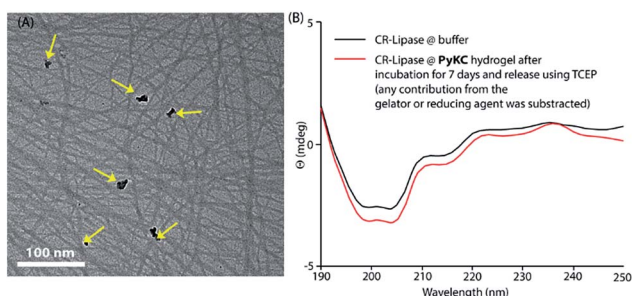 (A)
100 nm
(B)
5
0
-5
Θ (mdeg)
CR-Lipase @ buffer
CR-Lipase @ PyKC hydrogel after
incubation for 7 days and release using TCEP
(any contribution from the
gelator or reducing agent was substracted)
190 200 210 220 230 240 250
Wavelength (nm)